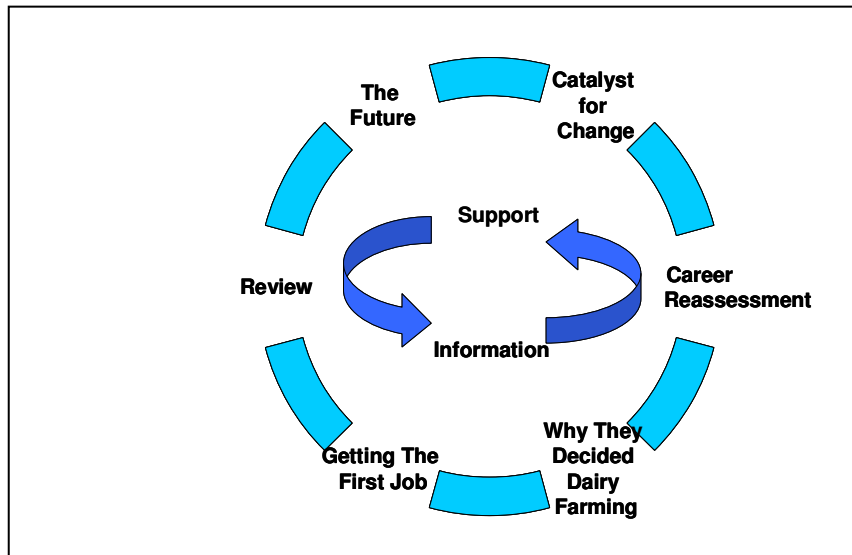 The
Future
Catalyst
for
Change
Support
Review
Career
Reassessment
Information
Getting The
First Job
Why They
Decided
Dairy
Farming